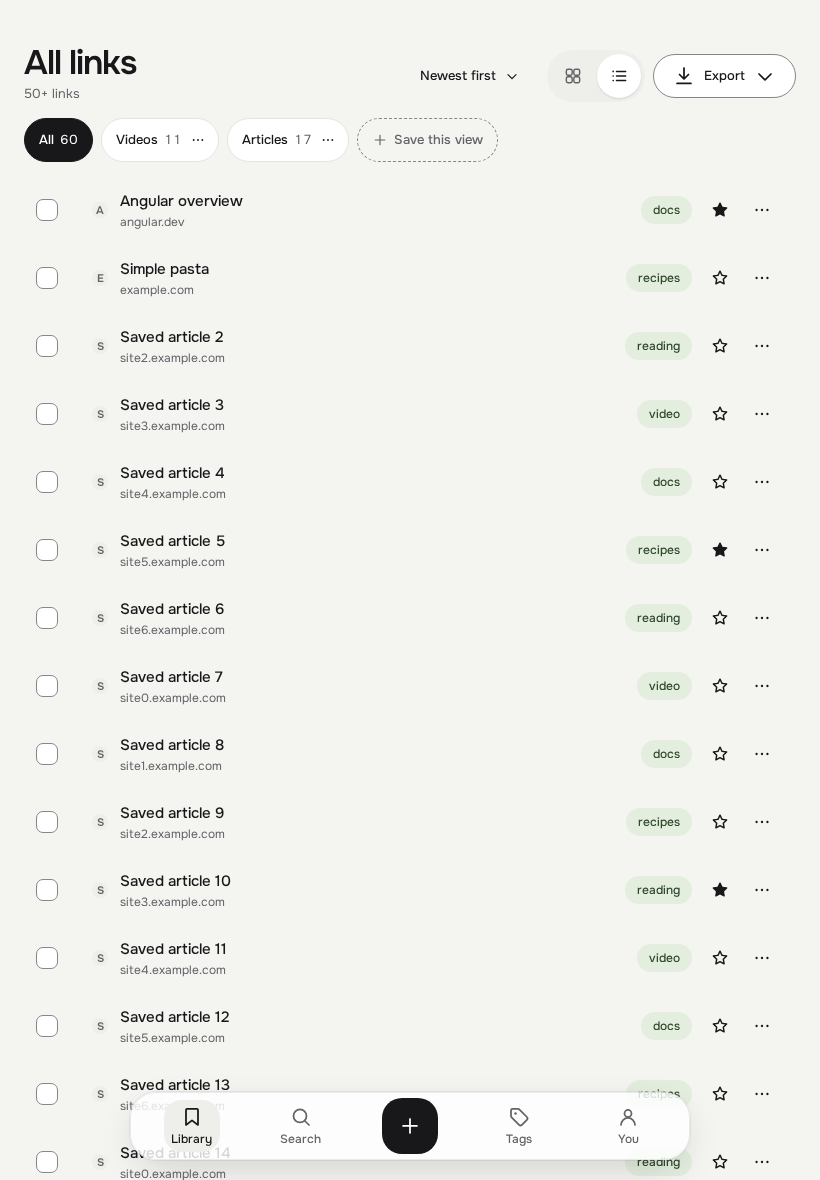 All links
50+ links
Newest first
Export
All 60
Videos 11
Articles 17
Save this view
A
Angular overview
angular.dev
docs
E
Simple pasta
example.com
recipes
S
Saved article 2
site2.example.com
reading
S
Saved article 3
site3.example.com
video
S
Saved article 4
site4.example.com
docs
S
Saved article 5
site5.example.com
recipes
S
Saved article 6
site6.example.com
reading
S
Saved article 7
site0.example.com
video
S
Saved article 8
site1.example.com
docs
S
Saved article 9
site2.example.com
recipes
S
Saved article 10
site3.example.com
reading
S
Saved article 11
site4.example.com
video
S
Saved article 12
site5.example.com
docs
S
Saved article 13
site6.example.com
recipes
Library
Search
Tags
You
S
Saved article 14
site0.example.com
reading